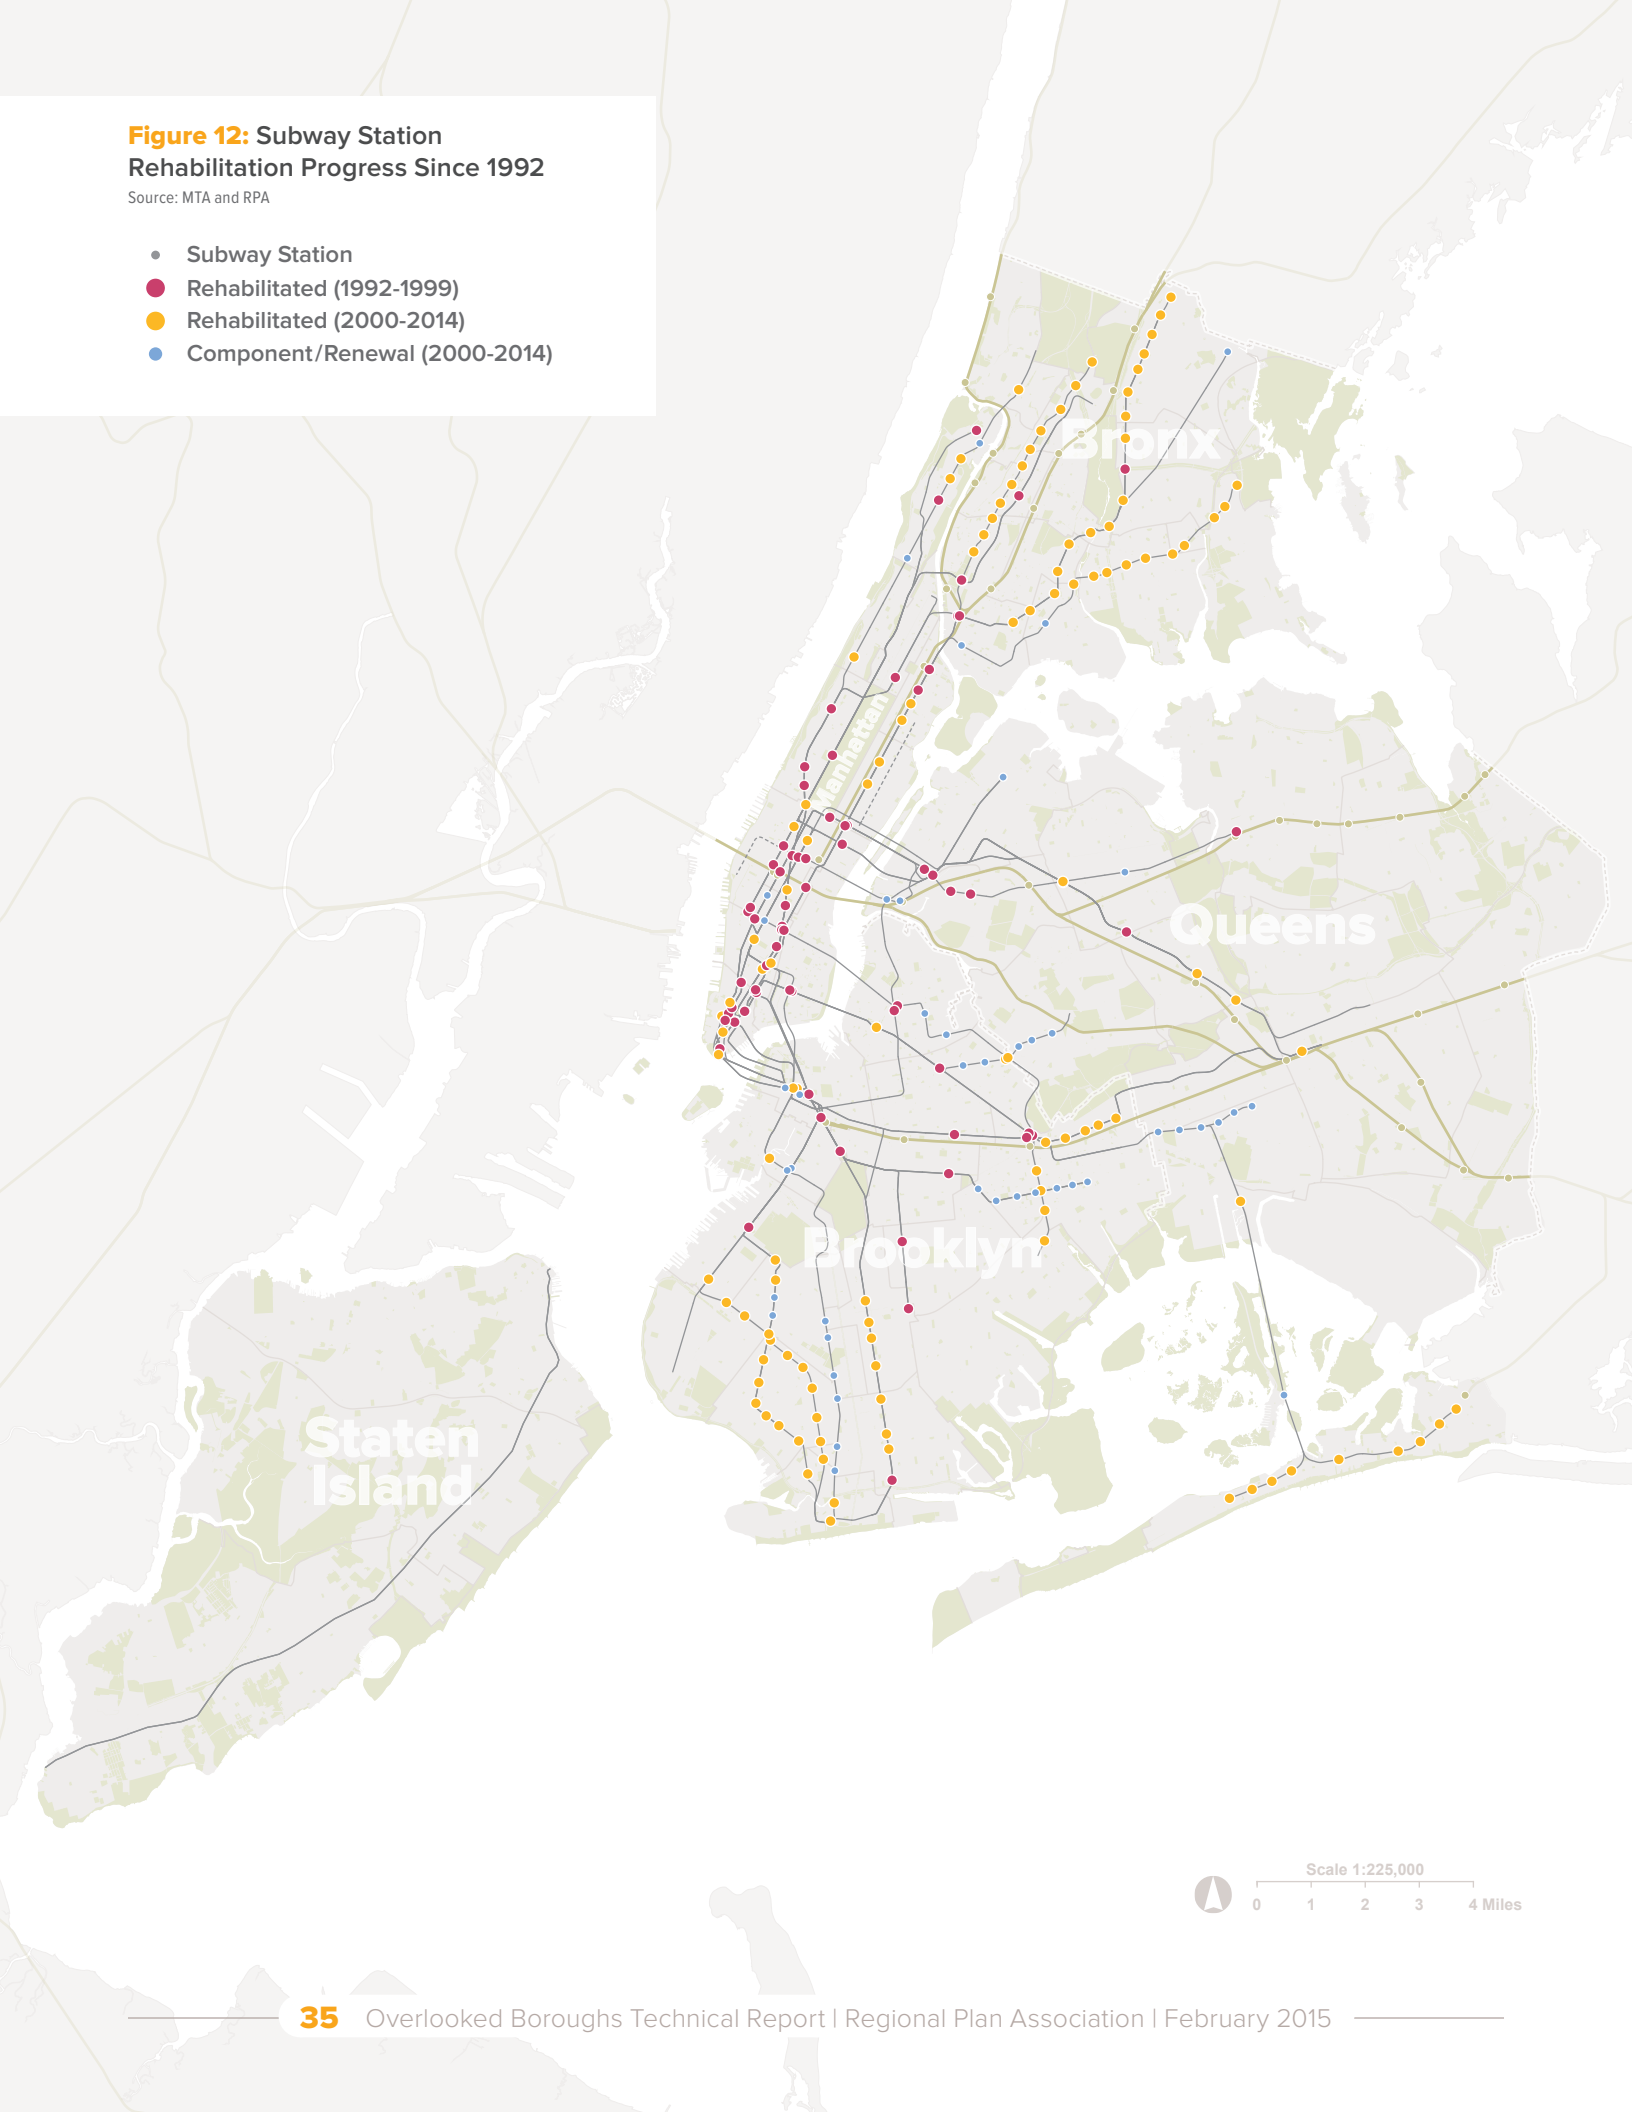 Figure 12: Subway Station
Rehabilitation Progress Since 1992
Source: MTA and RPA
Subway Station
Rehabilitated (1992-1999)
Rehabilitated (2000-2014)
Component/Renewal (2000-2014)
Bronx
Manhattan
Queens
Brooklyn
Staten
Island
Scale 1:225,000
0 1 2 3 4 Miles
35 Overlooked Boroughs Technical Report | Regional Plan Association | February 2015